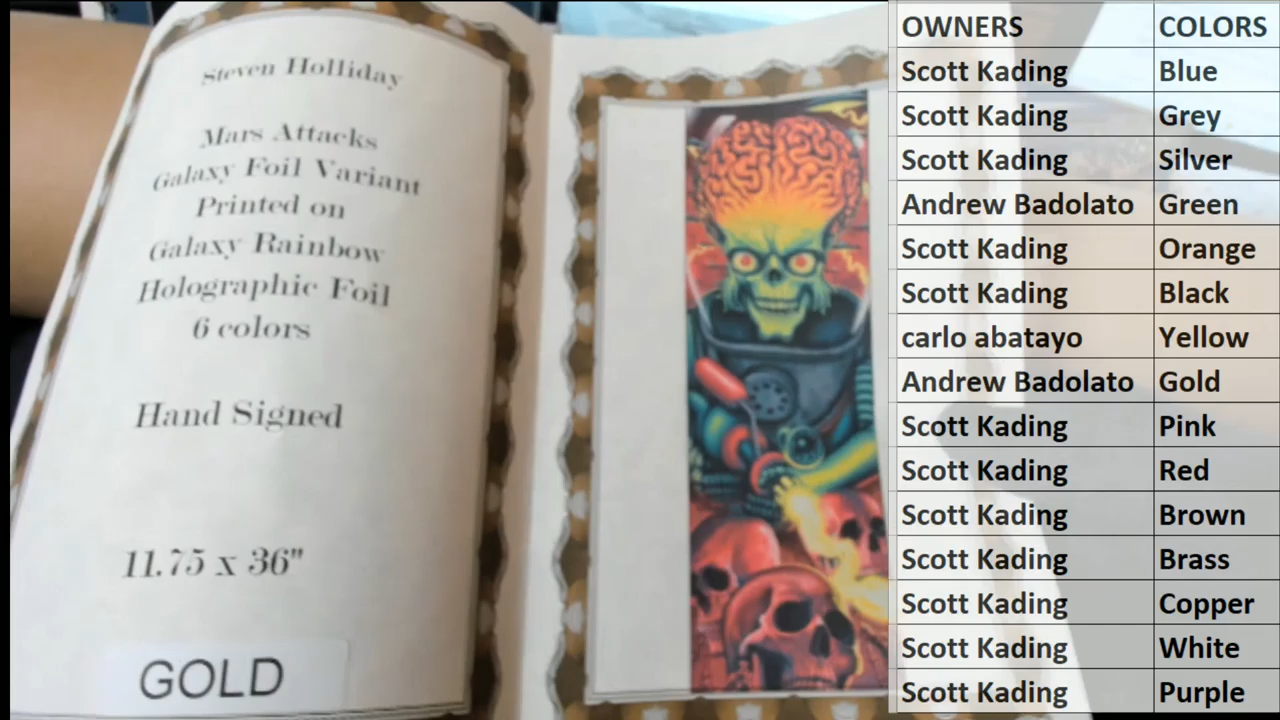 Steven Holliday
Mars Attacks
Galaxy Foil Variant
Printed on
Galaxy Rainbow
Holographic Foil
6 colors
Hand Signed
11.75 x 36"
GOLD
OWNERS COLORS
Scott Kading Blue
Scott Kading Grey
Scott Kading Silver
Andrew Badolato Green
Scott Kading Orange
Scott Kading Black
carlo abatayo Yellow
Andrew Badolato Gold
Scott Kading Pink
Scott Kading Red
Scott Kading Brown
Scott Kading Brass
Scott Kading Copper
Scott Kading White
Scott Kading Purple